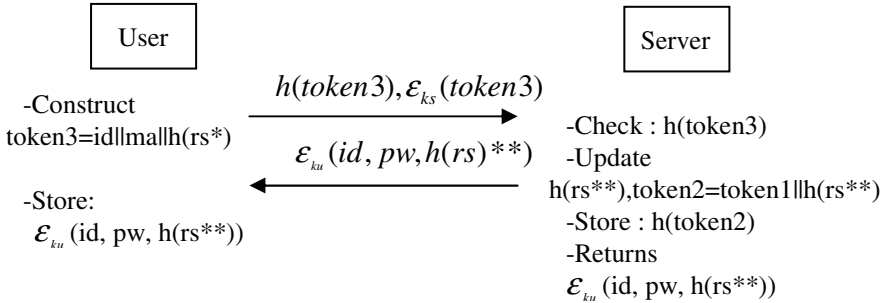 User
Server
h(token3), ε_ks(token3)
-Construct
token3=id||ma||h(rs*)
ε_ku(id, pw, h(rs)**)
-Store:
ε_ku (id, pw, h(rs**))
-Check : h(token3)
-Update
h(rs**),token2=token1||h(rs**)
-Store : h(token2)
-Returns
ε_ku (id, pw, h(rs**))